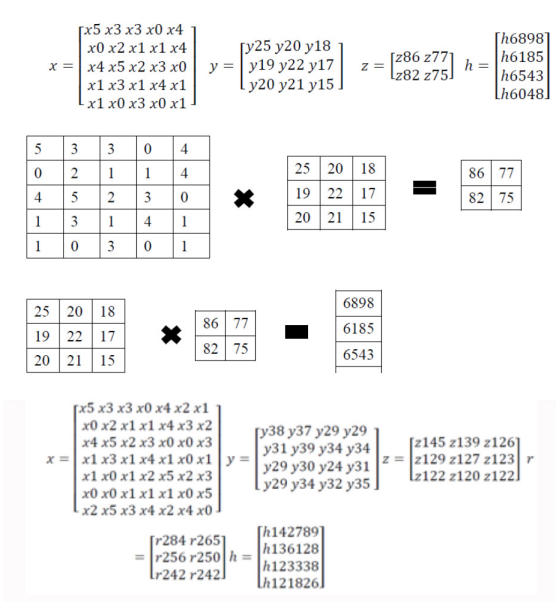 x = [x5 x3 x3 x0 x4 y = [y25 y20 y18 z = [z86 z77 h = [h6898
x0 x2 x1 x1 x4 y19 y22 y17 z82 z75] h6185
x4 x5 x2 x3 x0 y20 y21 y15] h6543
x1 x3 x1 x4 x1 h6048]
x1 x0 x3 x0 x1]
5 3 3 0 4
0 2 1 1 4
4 5 2 3 0
1 3 1 4 1
1 0 3 0 1
✖
25 20 18
19 22 17
20 21 15
=
86 77
82 75
25 20 18
19 22 17
20 21 15
✖
86 77
82 75
6898
6185
6543
x = [x5 x3 x3 x0 x4 x2 x1
x0 x2 x1 x1 x4 x3 x2
x4 x5 x2 x3 x0 x0 x3
x1 x3 x1 x4 x1 x0 x1
x1 x0 x1 x2 x5 x2 x3
x0 x0 x1 x1 x1 x0 x5
x2 x5 x3 x4 x2 x4 x0]
y = [y38 y37 y29 y29
y31 y39 y34 y34
y29 y30 y24 y31
y29 y34 y32 y35]
z = [z145 z139 z126
z129 z127 z123
z122 z120 z122] r
= [r284 r265
r256 r250
r242 r242]
h = [h142789
h136128
h123338
h121826]